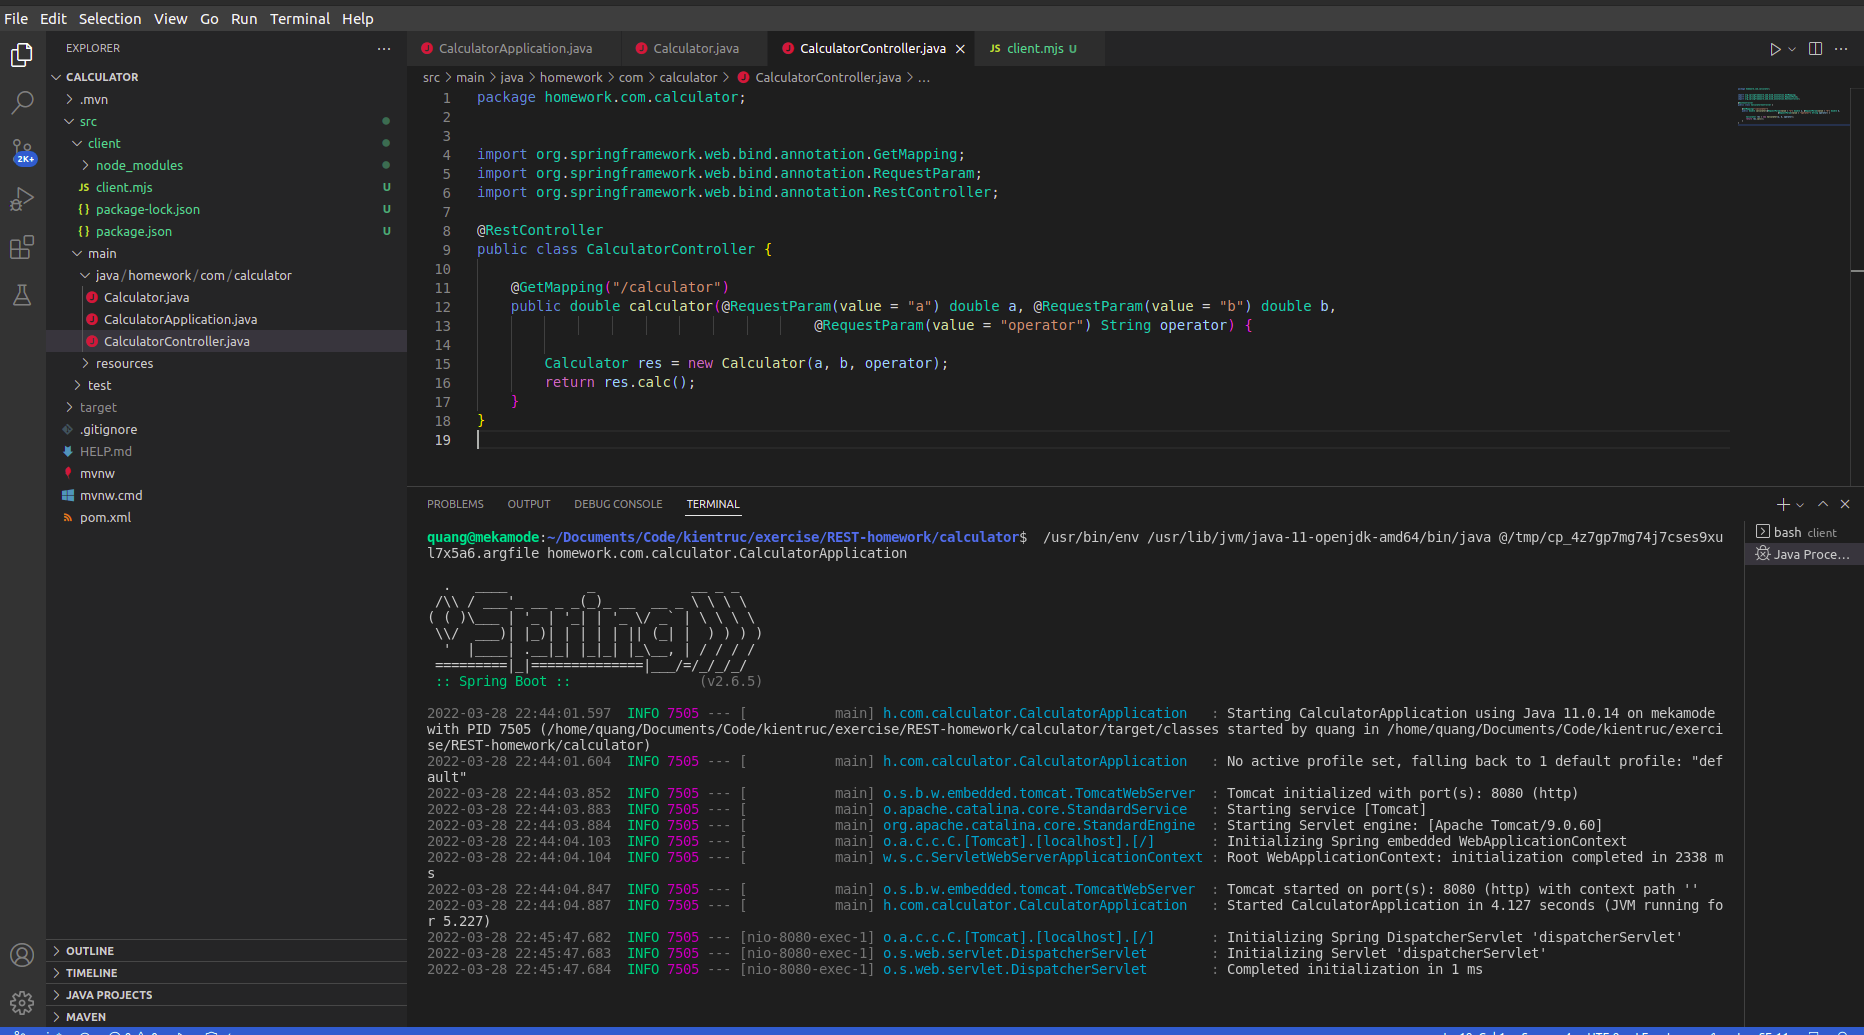 File Edit Selection View Go Run Terminal Help
EXPLORER ...
CALCULATOR
.mvn
src
client
node_modules
JS client.mjs U
{} package-lock.json U
{} package.json U
main
java/homework/com/calculator
Calculator.java
CalculatorApplication.java
CalculatorController.java
resources
test
target
.gitignore
HELP.md
mvnw
mvnw.cmd
pom.xml
OUTLINE
TIMELINE
JAVA PROJECTS
MAVEN
2K+
CalculatorApplication.java Calculator.java CalculatorController.java JS client.mjs U
src > main > java > homework > com > calculator > CalculatorController.java > ...
1 package homework.com.calculator;
2
3
4 import org.springframework.web.bind.annotation.GetMapping;
5 import org.springframework.web.bind.annotation.RequestParam;
6 import org.springframework.web.bind.annotation.RestController;
7
8 @RestController
9 public class CalculatorController {
10
11 @GetMapping("/calculator")
12 public double calculator(@RequestParam(value = "a") double a, @RequestParam(value = "b") double b,
13 @RequestParam(value = "operator") String operator) {
14
15 Calculator res = new Calculator(a, b, operator);
16 return res.calc();
17 }
18 }
19
PROBLEMS OUTPUT DEBUG CONSOLE TERMINAL
bash client
Java Proce...
quang@mekamode:~/Documents/Code/kientruc/exercise/REST-homework/calculator$ /usr/bin/env /usr/lib/jvm/java-11-openjdk-amd64/bin/java @/tmp/cp_4z7gp7mg74j7cses9xu
l7x5a6.argfile homework.com.calculator.CalculatorApplication
  .   ____          _            __ _ _
 /\\ / ___'_ __ _ _(_)_ __  __ _ \ \ \ \
( ( )\___ | '_ | '_| | '_ \/ _` | \ \ \ \
 \\/  ___)| |_)| | | | | || (_| |  ) ) ) )
  '  |____| .__|_| |_|_| |_\__, | / / / /
 =========|_|==============|___/=/_/_/_/
 :: Spring Boot ::                (v2.6.5)
2022-03-28 22:44:01.597 INFO 7505 --- [ main] h.com.calculator.CalculatorApplication : Starting CalculatorApplication using Java 11.0.14 on mekamode
with PID 7505 (/home/quang/Documents/Code/kientruc/exercise/REST-homework/calculator/target/classes started by quang in /home/quang/Documents/Code/kientruc/exerci
se/REST-homework/calculator)
2022-03-28 22:44:01.604 INFO 7505 --- [ main] h.com.calculator.CalculatorApplication : No active profile set, falling back to 1 default profile: "def
ault"
2022-03-28 22:44:03.852 INFO 7505 --- [ main] o.s.b.w.embedded.tomcat.TomcatWebServer : Tomcat initialized with port(s): 8080 (http)
2022-03-28 22:44:03.883 INFO 7505 --- [ main] o.apache.catalina.core.StandardService : Starting service [Tomcat]
2022-03-28 22:44:03.884 INFO 7505 --- [ main] org.apache.catalina.core.StandardEngine : Starting Servlet engine: [Apache Tomcat/9.0.60]
2022-03-28 22:44:04.103 INFO 7505 --- [ main] o.a.c.c.C.[Tomcat].[localhost].[/] : Initializing Spring embedded WebApplicationContext
2022-03-28 22:44:04.104 INFO 7505 --- [ main] w.s.c.ServletWebServerApplicationContext : Root WebApplicationContext: initialization completed in 2338 m
s
2022-03-28 22:44:04.847 INFO 7505 --- [ main] o.s.b.w.embedded.tomcat.TomcatWebServer : Tomcat started on port(s): 8080 (http) with context path ''
2022-03-28 22:44:04.887 INFO 7505 --- [ main] h.com.calculator.CalculatorApplication : Started CalculatorApplication in 4.127 seconds (JVM running fo
r 5.227)
2022-03-28 22:45:47.682 INFO 7505 --- [nio-8080-exec-1] o.a.c.c.C.[Tomcat].[localhost].[/] : Initializing Spring DispatcherServlet 'dispatcherServlet'
2022-03-28 22:45:47.683 INFO 7505 --- [nio-8080-exec-1] o.s.web.servlet.DispatcherServlet : Initializing Servlet 'dispatcherServlet'
2022-03-28 22:45:47.684 INFO 7505 --- [nio-8080-exec-1] o.s.web.servlet.DispatcherServlet : Completed initialization in 1 ms